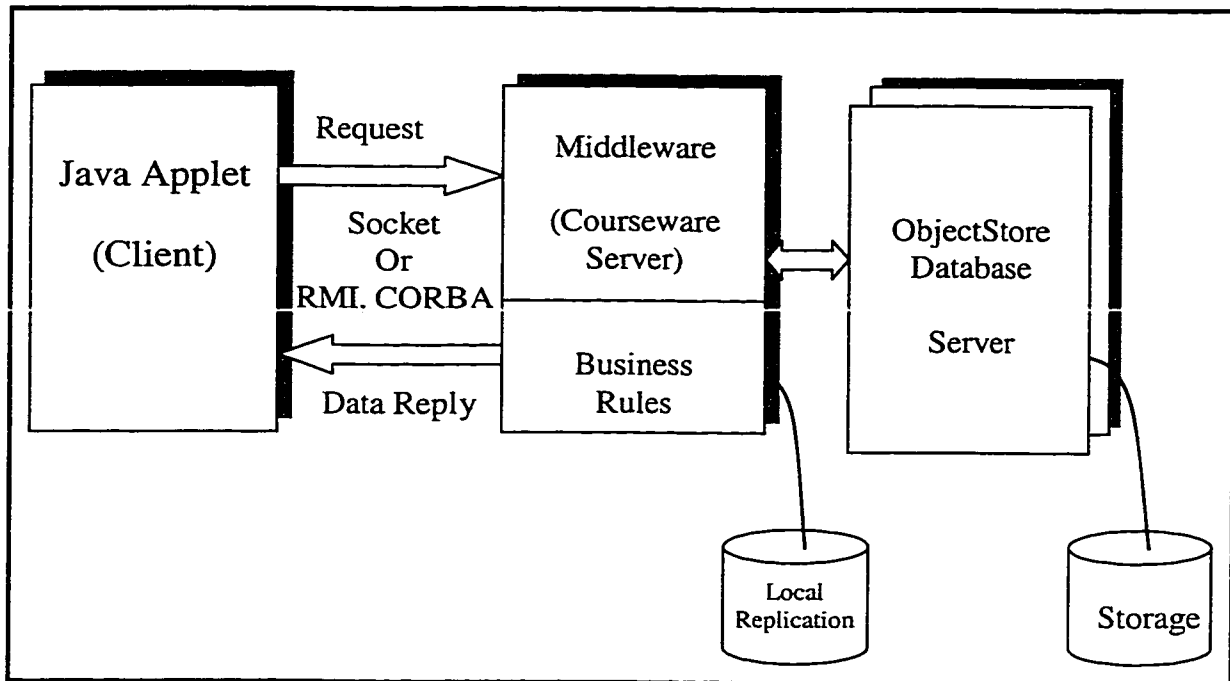 Java Applet
(Client)
Request
Socket
Or
RMI. CORBA
Data Reply
Middleware
(Courseware
Server)
Business
Rules
ObjectStore
Database
Server
Local
Replication
Storage